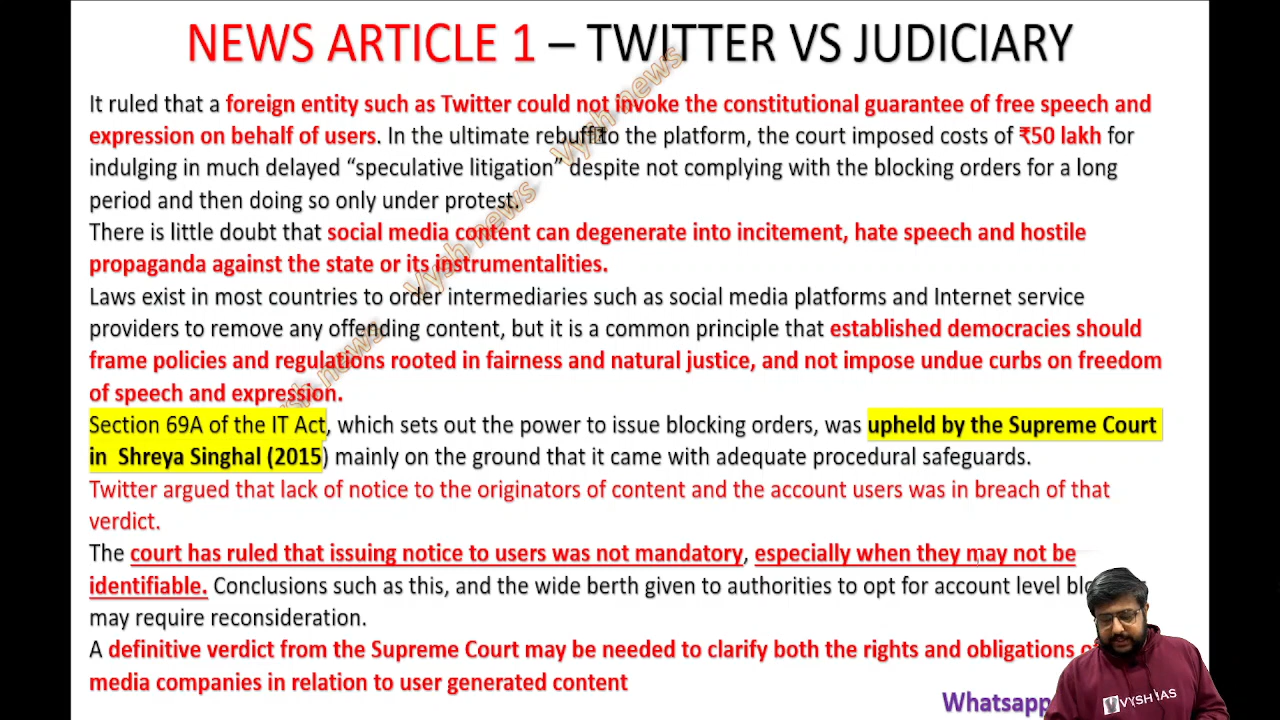 NEWS ARTICLE 1 – TWITTER VS JUDICIARY
It ruled that a foreign entity such as Twitter could not invoke the constitutional guarantee of free speech and
expression on behalf of users. In the ultimate rebuff to the platform, the court imposed costs of ₹50 lakh for
indulging in much delayed “speculative litigation” despite not complying with the blocking orders for a long
period and then doing so only under protest.
There is little doubt that social media content can degenerate into incitement, hate speech and hostile
propaganda against the state or its instrumentalities.
Laws exist in most countries to order intermediaries such as social media platforms and Internet service
providers to remove any offending content, but it is a common principle that established democracies should
frame policies and regulations rooted in fairness and natural justice, and not impose undue curbs on freedom
of speech and expression.
Section 69A of the IT Act, which sets out the power to issue blocking orders, was upheld by the Supreme Court
in Shreya Singhal (2015) mainly on the ground that it came with adequate procedural safeguards.
Twitter argued that lack of notice to the originators of content and the account users was in breach of that
verdict.
The court has ruled that issuing notice to users was not mandatory, especially when they may not be
identifiable. Conclusions such as this, and the wide berth given to authorities to opt for account level
may require reconsideration.
A definitive verdict from the Supreme Court may be needed to clarify both the rights and obligations
media companies in relation to user generated content
Whatsapp
Vysh news
Vysh news
Vysh news
VYSH IAS